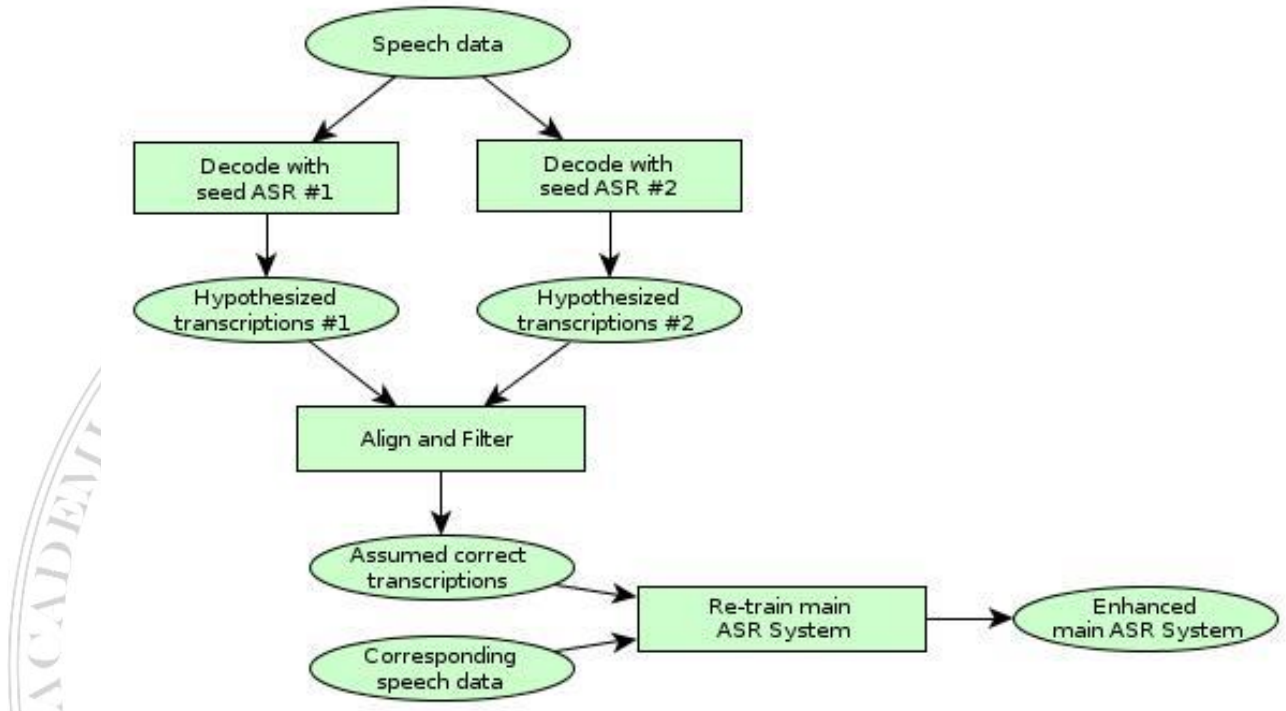 Speech data
Decode with
seed ASR #1
Decode with
seed ASR #2
Hypothesized
transcriptions #1
Hypothesized
transcriptions #2
Align and Filter
Assumed correct
transcriptions
Corresponding
speech data
Re-train main
ASR System
Enhanced
main ASR System